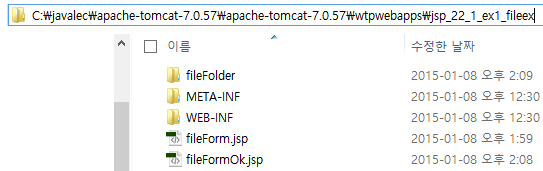 C:₩javalec₩apache-tomcat-7.0.57₩apache-tomcat-7.0.57₩wtpwebapps₩jsp_22_1_ex1_fileex
이름 수정한 날짜
fileFolder 2015-01-08 오후 2:09
META-INF 2015-01-08 오후 12:30
WEB-INF 2015-01-08 오후 12:30
fileForm.jsp 2015-01-08 오후 1:59
fileFormOk.jsp 2015-01-08 오후 2:08